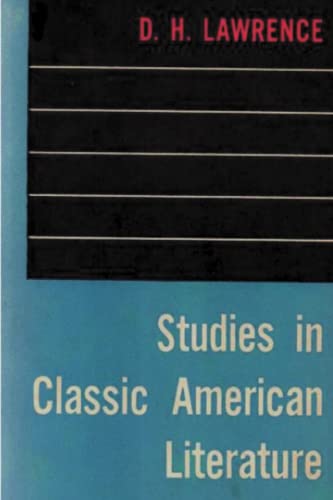 D. H. LAWRENCE
Studies in
Classic American
Literature